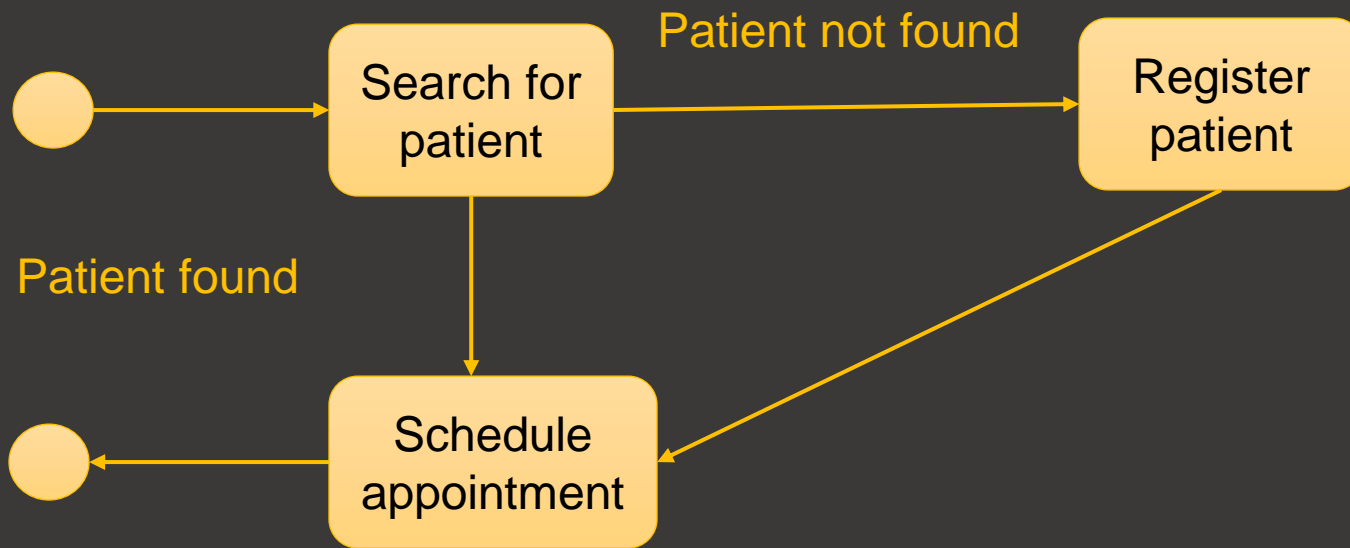 Patient not found
Search for
patient
Register
patient
Patient found
Schedule
appointment